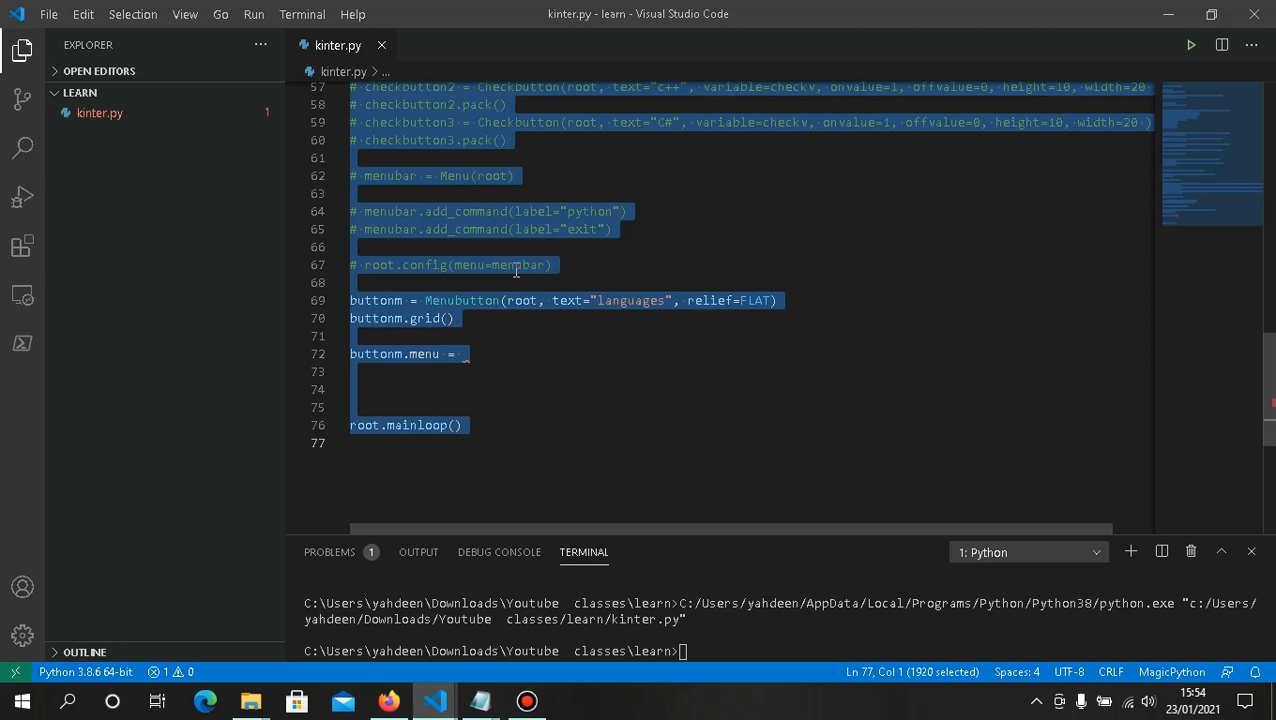 File Edit Selection View Go Run Terminal Help
kinter.py - learn - Visual Studio Code
EXPLORER
OPEN EDITORS
LEARN
kinter.py 1
OUTLINE
kinter.py
kinter.py > ...
57 # checkbutton2 = Checkbutton(root, text="c++", variable=checkv, onvalue=1, offvalue=0, height=10, width=20
58 # checkbutton2.pack()
59 # checkbutton3 = Checkbutton(root, text="C#", variable=checkv, onvalue=1, offvalue=0, height=10, width=20 )
60 # checkbutton3.pack()
61
62 # menubar = Menu(root)
63
64 # menubar.add_command(label="python")
65 # menubar.add_command(label="exit")
66
67 # root.config(menu=menubar)
68
69 buttonm = Menubutton(root, text="languages", relief=FLAT)
70 buttonm.grid()
71
72 buttonm.menu =
73
74
75
76 root.mainloop()
77
PROBLEMS 1 OUTPUT DEBUG CONSOLE TERMINAL
1: Python
C:\Users\yahdeen\Downloads\Youtube classes\learn>C:/Users/yahdeen/AppData/Local/Programs/Python/Python38/python.exe "c:/Users/
yahdeen/Downloads/Youtube classes/learn/kinter.py"
C:\Users\yahdeen\Downloads\Youtube classes\learn>
Python 3.8.6 64-bit 1 0
Ln 77, Col 1 (1920 selected) Spaces: 4 UTF-8 CRLF MagicPython
15:54
23/01/2021